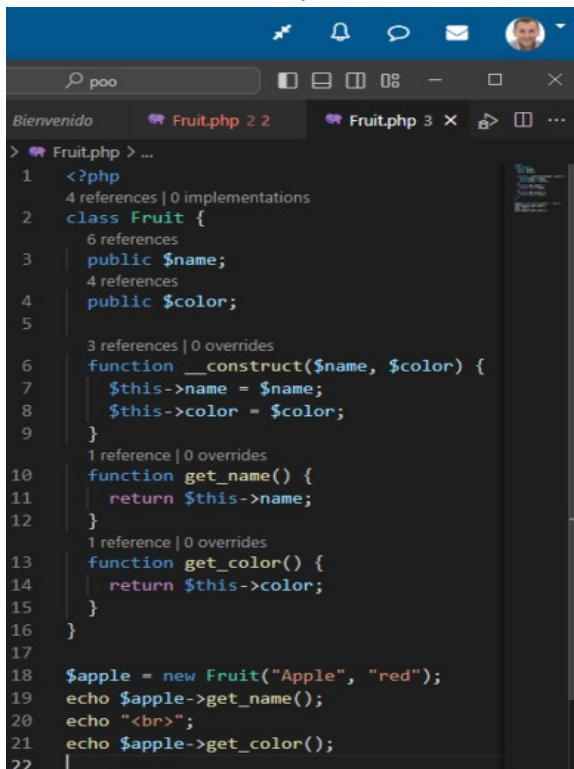 poo
Bienvenido Fruit.php 2 2 Fruit.php 3
> Fruit.php > ...
1 <?php
4 references | 0 implementations
2 class Fruit {
6 references
3 public $name;
4 references
4 public $color;
5
3 references | 0 overrides
6 function __construct($name, $color) {
7 $this->name = $name;
8 $this->color = $color;
9 }
1 reference | 0 overrides
10 function get_name() {
11 return $this->name;
12 }
1 reference | 0 overrides
13 function get_color() {
14 return $this->color;
15 }
16 }
17
18 $apple = new Fruit("Apple", "red");
19 echo $apple->get_name();
20 echo "<br>";
21 echo $apple->get_color();
22